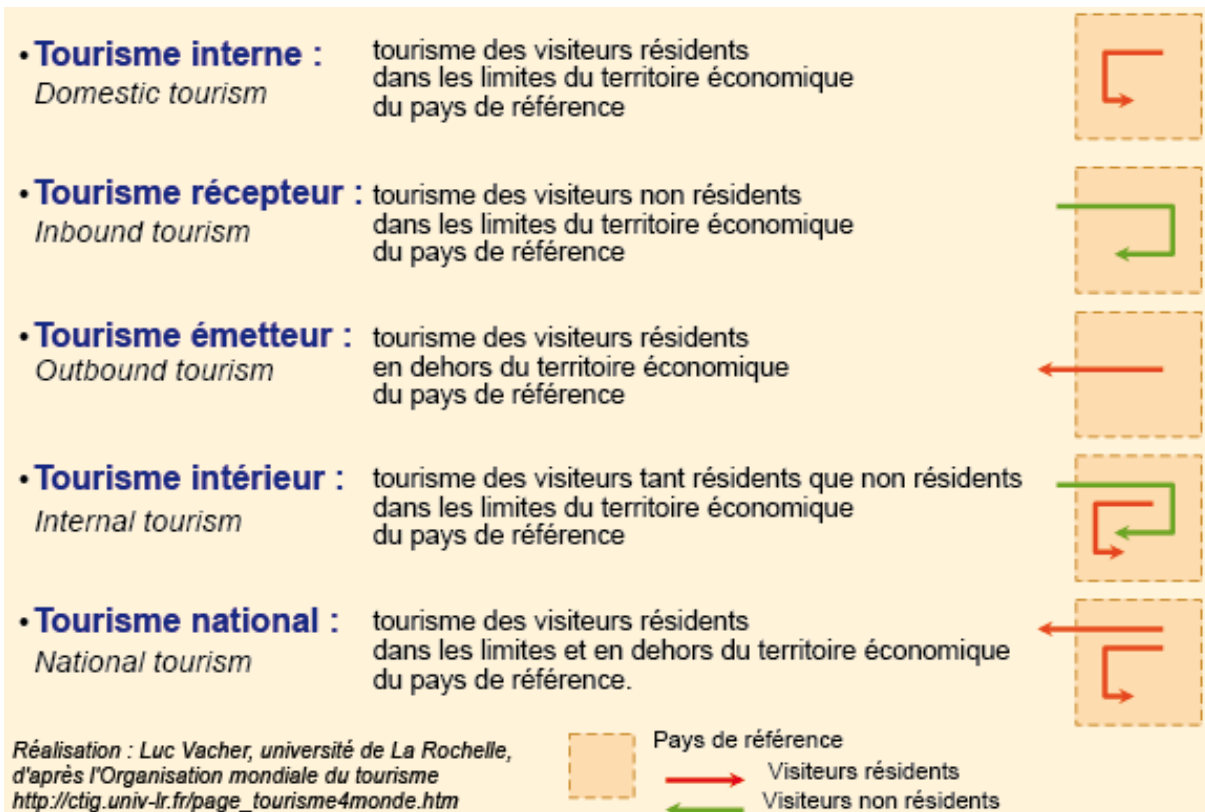 • Tourisme interne : tourisme des visiteurs résidents
Domestic tourism dans les limites du territoire économique
du pays de référence
• Tourisme récepteur : tourisme des visiteurs non résidents
Inbound tourism dans les limites du territoire économique
du pays de référence
• Tourisme émetteur : tourisme des visiteurs résidents
Outbound tourism en dehors du territoire économique
du pays de référence
• Tourisme intérieur : tourisme des visiteurs tant résidents que non résidents
Internal tourism dans les limites du territoire économique
du pays de référence
• Tourisme national : tourisme des visiteurs résidents
National tourism dans les limites et en dehors du territoire économique
du pays de référence.
Réalisation : Luc Vacher, université de La Rochelle,
d'après l'Organisation mondiale du tourisme
http://ctig.univ-lr.fr/page_tourisme4monde.htm
Pays de référence
Visiteurs résidents
Visiteurs non résidents